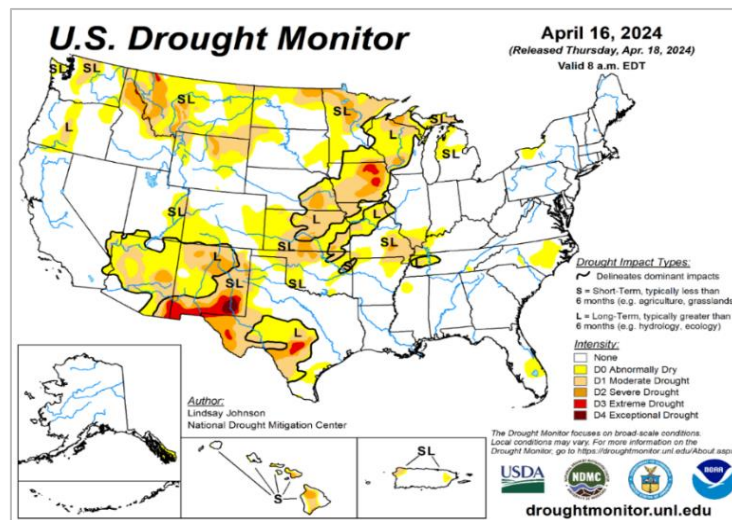 U.S. Drought Monitor
April 16, 2024
(Released Thursday, Apr. 18, 2024)
Valid 8 a.m. EDT
SL
SL
SL
SL
SL
L
L
SL
L
SL
L
L
SL
L
SL
SL
L
Drought Impact Types:
Delineates dominant impacts
S = Short-Term, typically less than
6 months (e.g. agriculture, grasslands
L = Long-Term, typically greater than
6 months (e.g. hydrology, ecology)
Intensity:
None
D0 Abnormally Dry
D1 Moderate Drought
D2 Severe Drought
D3 Extreme Drought
D4 Exceptional Drought
Author:
Lindsay Johnson
National Drought Mitigation Center
S
SL
The Drought Monitor focuses on broad-scale conditions.
Local conditions may vary. For more information on the
Drought Monitor, go to https://droughtmonitor.unl.edu/About.asp
USDA
NDMC
NOAA
droughtmonitor.unl.edu